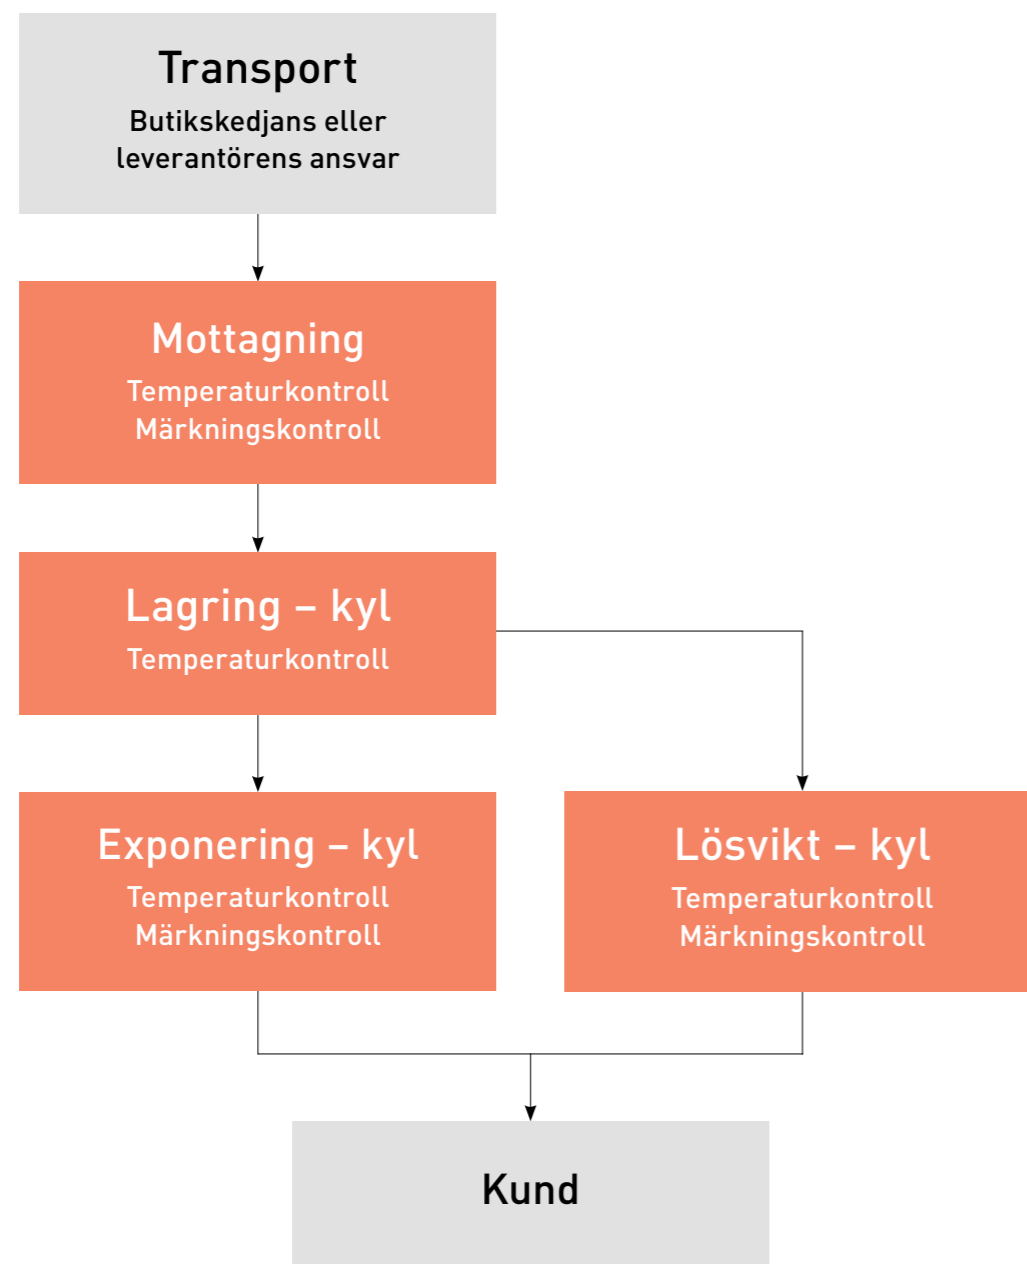 Transport
Butikskedjans eller
leverantörens ansvar
Mottagning
Temperaturkontroll
Märkningskontroll
Lagring – kyl
Temperaturkontroll
Exponering – kyl
Temperaturkontroll
Märkningskontroll
Lösvikt – kyl
Temperaturkontroll
Märkningskontroll
Kund